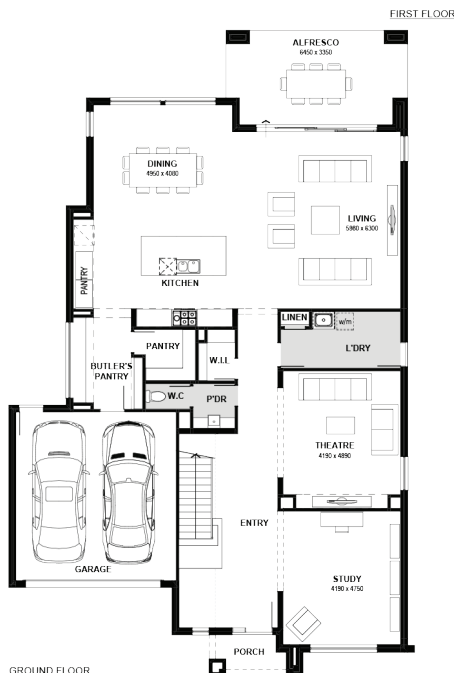 FIRST FLOOR
ALFRESCO
6450 x 3350
DINING
4950 x 4080
LIVING
5980 x 6300
KITCHEN
PANTRY
LINEN
w/m
PANTRY
W.I.L
L'DRY
BUTLER'S
PANTRY
W.C
P'DR
THEATRE
4190 x 4890
ENTRY
GARAGE
STUDY
4190 x 4750
PORCH
GROUND FLOOR